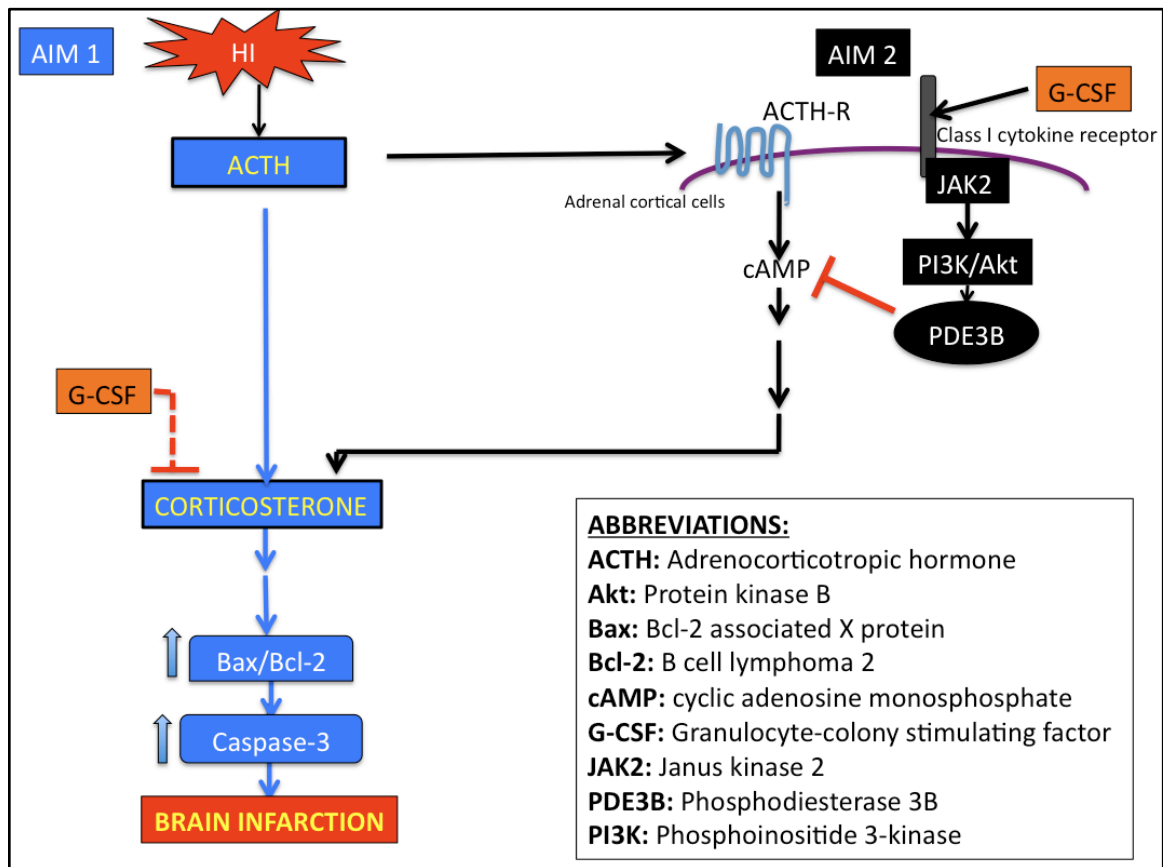 AIM 1
HI
ACTH
AIM 2
G-CSF
ACTH-R
Class I cytokine receptor
Adrenal cortical cells
JAK2
cAMP
PI3K/Akt
PDE3B
G-CSF
CORTICOSTERONE
Bax/Bcl-2
Caspase-3
BRAIN INFARCTION
ABBREVIATIONS:
ACTH: Adrenocorticotropic hormone
Akt: Protein kinase B
Bax: Bcl-2 associated X protein
Bcl-2: B cell lymphoma 2
cAMP: cyclic adenosine monosphosphate
G-CSF: Granulocyte-colony stimulating factor
JAK2: Janus kinase 2
PDE3B: Phosphodiesterase 3B
PI3K: Phosphoinositide 3-kinase